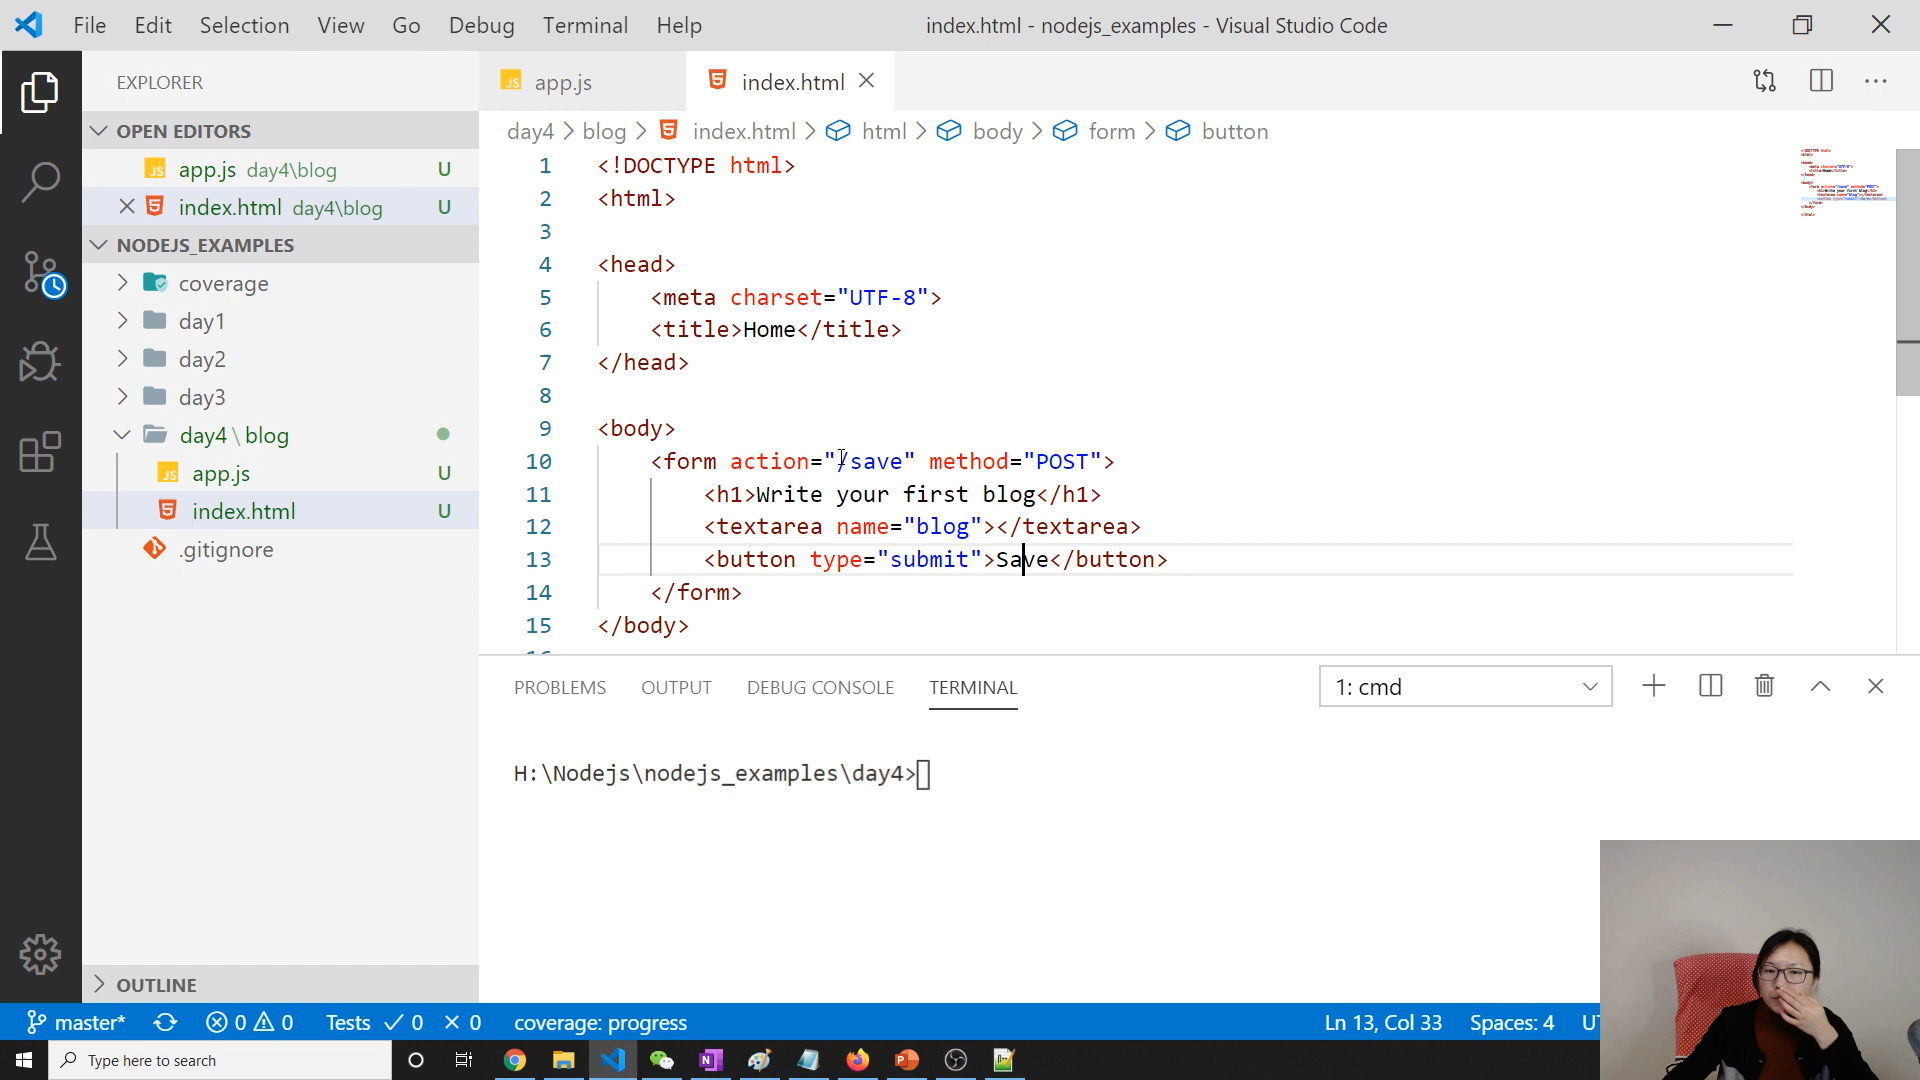 File Edit Selection View Go Debug Terminal Help
index.html - nodejs_examples - Visual Studio Code
EXPLORER
OPEN EDITORS
app.js day4\blog U
index.html day4\blog U
NODEJS_EXAMPLES
coverage
day1
day2
day3
day4 \ blog
app.js U
index.html U
.gitignore
OUTLINE
app.js
index.html
day4 > blog > index.html > html > body > form > button
1 <!DOCTYPE html>
2 <html>
3
4 <head>
5 <meta charset="UTF-8">
6 <title>Home</title>
7 </head>
8
9 <body>
10 <form action="/save" method="POST">
11 <h1>Write your first blog</h1>
12 <textarea name="blog"></textarea>
13 <button type="submit">Save</button>
14 </form>
15 </body>
PROBLEMS OUTPUT DEBUG CONSOLE TERMINAL
1: cmd
H:\Nodejs\nodejs_examples\day4>
master* 0 0 Tests 0 0 coverage: progress
Ln 13, Col 33 Spaces: 4
Type here to search